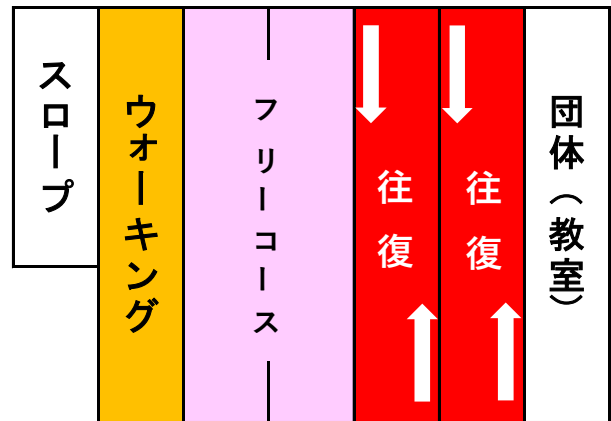 スロープ
ウォーキング
フリーコース
往復
往復
団体（教室）